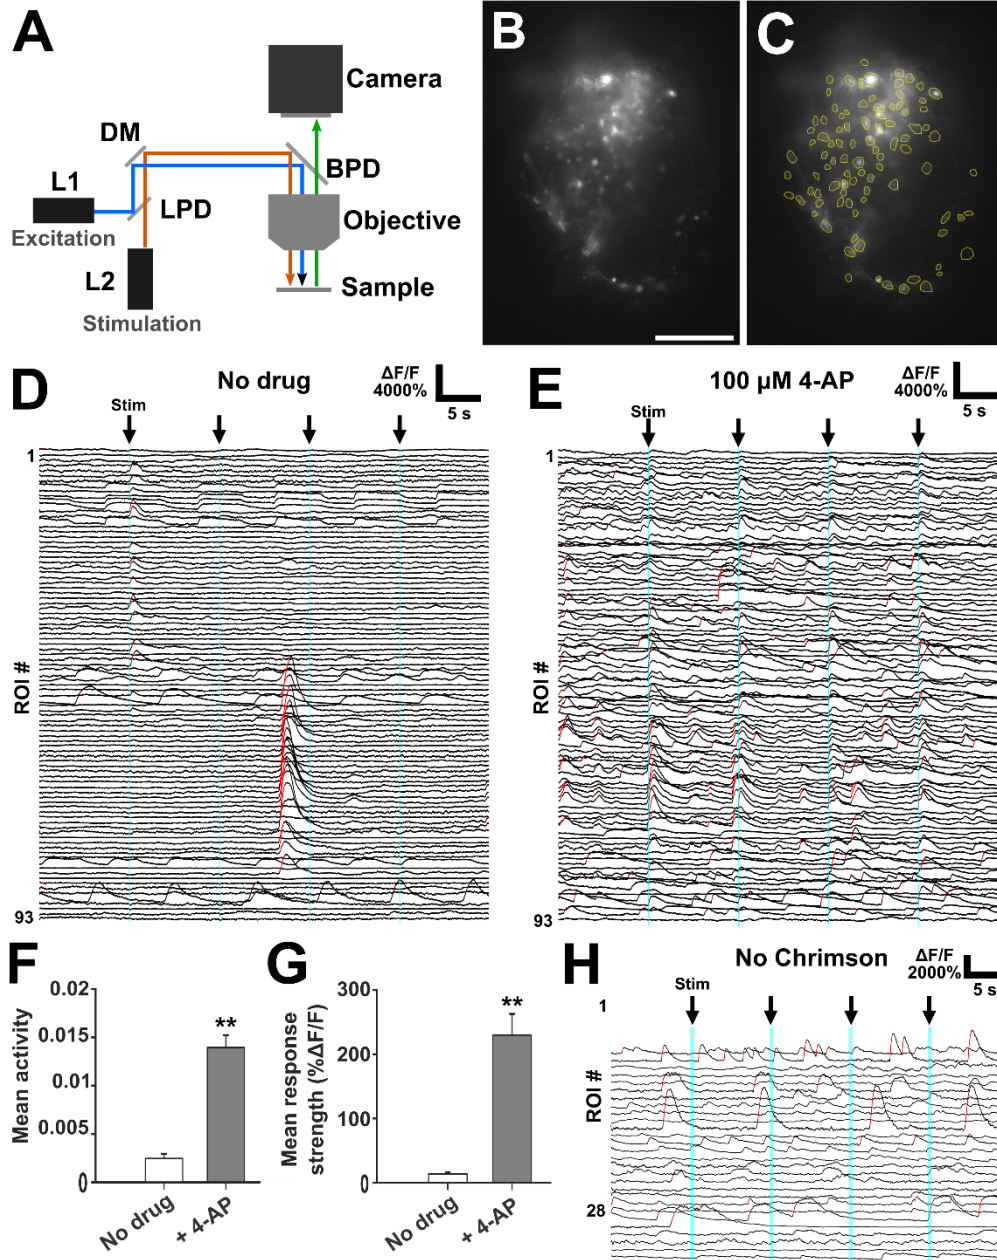 A
Camera
DM
BPD
L1
LPD
Objective
Excitation
L2
Sample
Stimulation
B
C
D
No drug
ΔF/F
4000%
5 s
Stim
1
ROI #
93
E
100 µM 4-AP
ΔF/F
4000%
5 s
Stim
1
ROI #
93
F
Mean activity
0.02
0.015
0.01
0.005
0
**
No drug
+ 4-AP
G
Mean response
strength (%ΔF/F)
300
200
100
0
**
No drug
+ 4-AP
H
No Chrimson
ΔF/F
2000%
5 s
Stim
1
ROI #
28